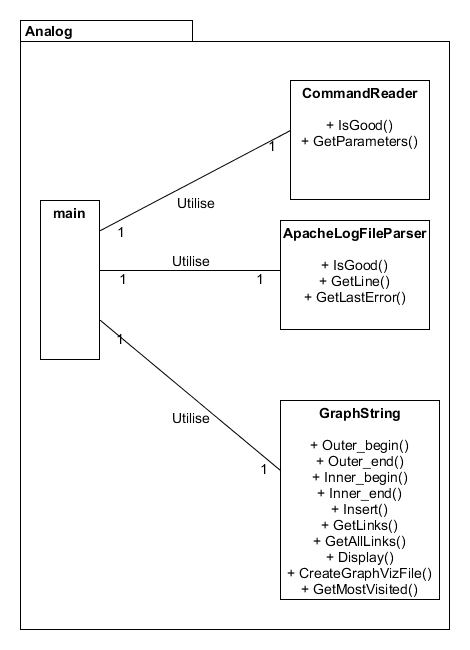 Analog
CommandReader
+ IsGood()
+ GetParameters()
1
Utilise
1
main
ApacheLogFileParser
+ IsGood()
+ GetLine()
+ GetLastError()
Utilise
1
1
1
Utilise
1
GraphString
+ Outer_begin()
+ Outer_end()
+ Inner_begin()
+ Inner_end()
+ Insert()
+ GetLinks()
+ GetAllLinks()
+ Display()
+ CreateGraphVizFile()
+ GetMostVisited()